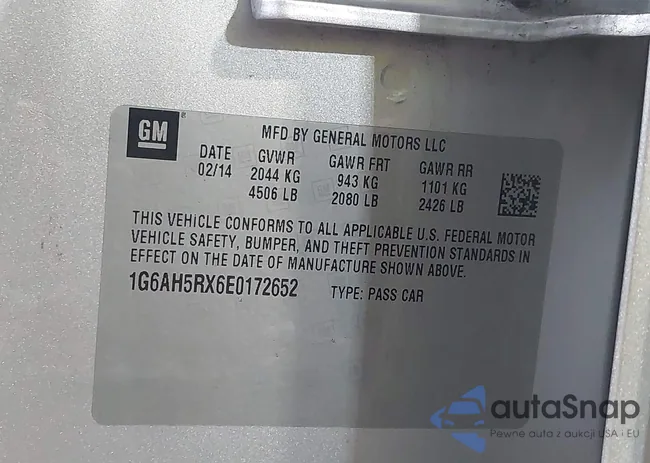 GM
®
MFD BY GENERAL MOTORS LLC
DATE GVWR GAWR FRT GAWR RR
02/14 2044 KG 943 KG 1101 KG
4506 LB 2080 LB 2426 LB
THIS VEHICLE CONFORMS TO ALL APPLICABLE U.S. FEDERAL MOTOR
VEHICLE SAFETY, BUMPER, AND THEFT PREVENTION STANDARDS IN
EFFECT ON THE DATE OF MANUFACTURE SHOWN ABOVE.
1G6AH5RX6E0172652 TYPE: PASS CAR
autaSnap
Pewne auta z aukcji USA i EU